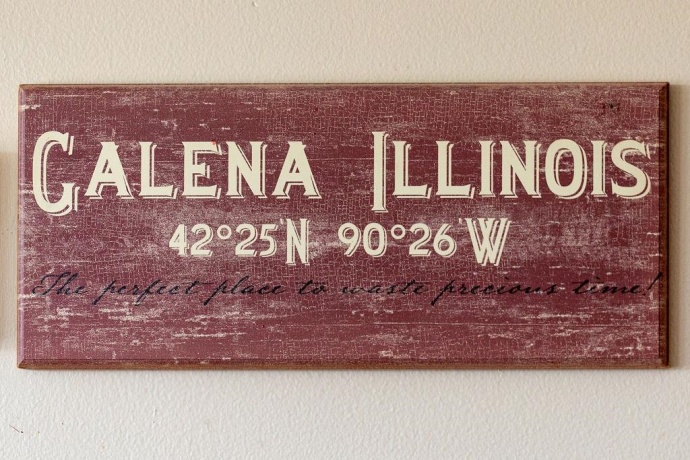 GALENA ILLINOIS
42°25'N 90°26'W
The perfect place to waste precious time!